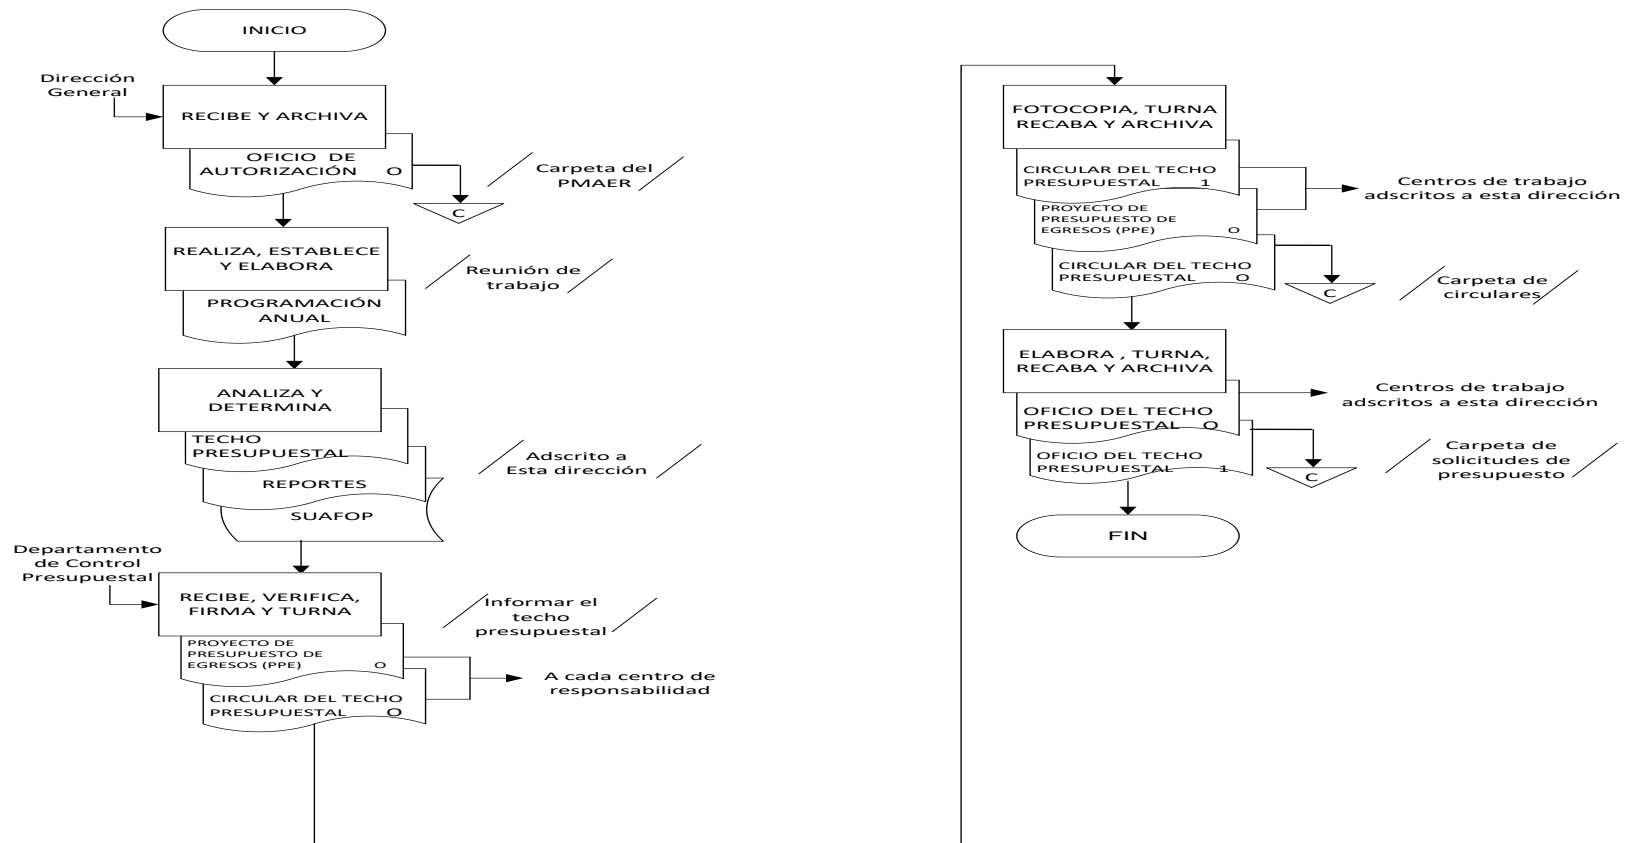 INICIO
Dirección
General
RECIBE Y ARCHIVA
OFICIO DE
AUTORIZACIÓN O
C
Carpeta del
PMAER
REALIZA, ESTABLECE
Y ELABORA
PROGRAMACIÓN
ANUAL
Reunión de
trabajo
ANALIZA Y
DETERMINA
TECHO
PRESUPUESTAL
REPORTES
SUAFOP
Adscrito a
Esta dirección
Departamento
de Control
Presupuestal
RECIBE, VERIFICA,
FIRMA Y TURNA
PROYECTO DE
PRESUPUESTO DE
EGRESOS (PPE) O
CIRCULAR DEL TECHO
PRESUPUESTAL O
Informar el
techo
presupuestal
A cada centro de
responsabilidad
FOTOCOPIA, TURNA
RECABA Y ARCHIVA
CIRCULAR DEL TECHO
PRESUPUESTAL 1
PROYECTO DE
PRESUPUESTO DE
EGRESOS (PPE) O
CIRCULAR DEL TECHO
PRESUPUESTAL O
Centros de trabajo
adscritos a esta dirección
C
Carpeta de
circulares
ELABORA , TURNA,
RECABA Y ARCHIVA
OFICIO DEL TECHO
PRESUPUESTAL O
OFICIO DEL TECHO
PRESUPUESTAL 1
Centros de trabajo
adscritos a esta dirección
C
Carpeta de
solicitudes de
presupuesto
FIN